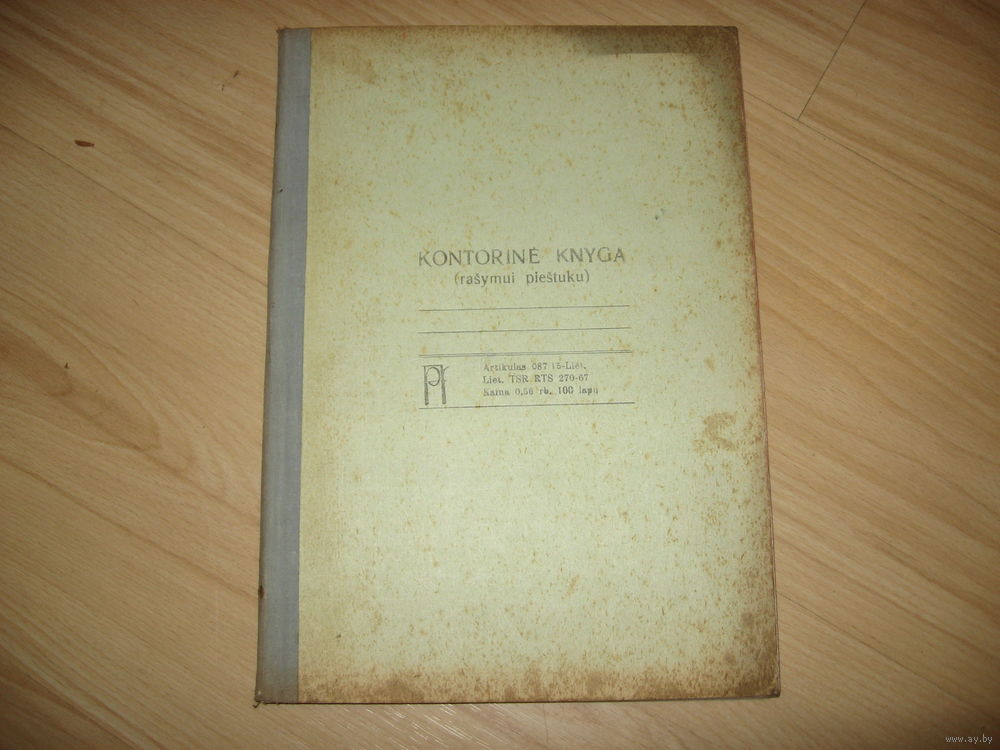 KONTORINĖ KNYGA
(rašymui pieštuku)
Artikulas 087 15-Liet.
Liet. TSR RTS 270-67
Kaina 0,56 rb. 100 lapų
www.ay.by